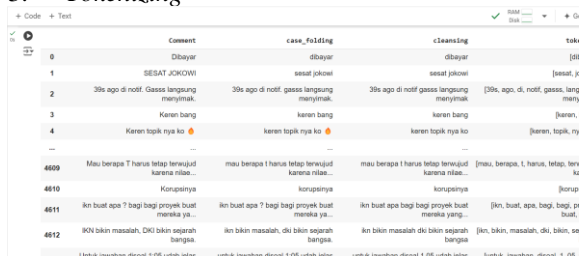 + Code + Text RAM Disk
Comment case_folding cleansing
0 Dibayar dibayar dibayar
1 SESAT JOKOWI sesat jokowi sesat jokowi [sesat,
2 39s ago di notif. Gasss langsung menyimak. 39s ago di notif. gasss langsung menyimak. 39s ago di notif gasss langsung menyimak [39s, ago, di, notif, gasss,
3 Keren bang keren bang keren bang [keren,
4 Keren topik nya ko 🔥 keren topik nya ko 🔥 keren topik nya ko 🔥 [keren, topik,
... ... ... ...
4609 Mau berapa T harus tetap terwujud karena nilae... mau berapa t harus tetap terwujud karena nilae... mau berapa t harus tetap terwujud karena nilae... [mau, berapa, t, harus, tetap,
4610 Korupsinya korupsinya korupsinya
4611 ikn buat apa ? bagi bagi proyek buat mereka ya... ikn buat apa ? bagi bagi proyek buat mereka ya... ikn buat apa bagi bagi proyek buat mereka yang... [ikn, buat, apa, bagi, bagi, buat,
4612 IKN bikin masalah, DKI bikin sejarah bangsa. ikn bikin masalah, dki bikin sejarah bangsa. ikn bikin masalah dki bikin sejarah bangsa [ikn, bikin, masalah, dki, bikin,